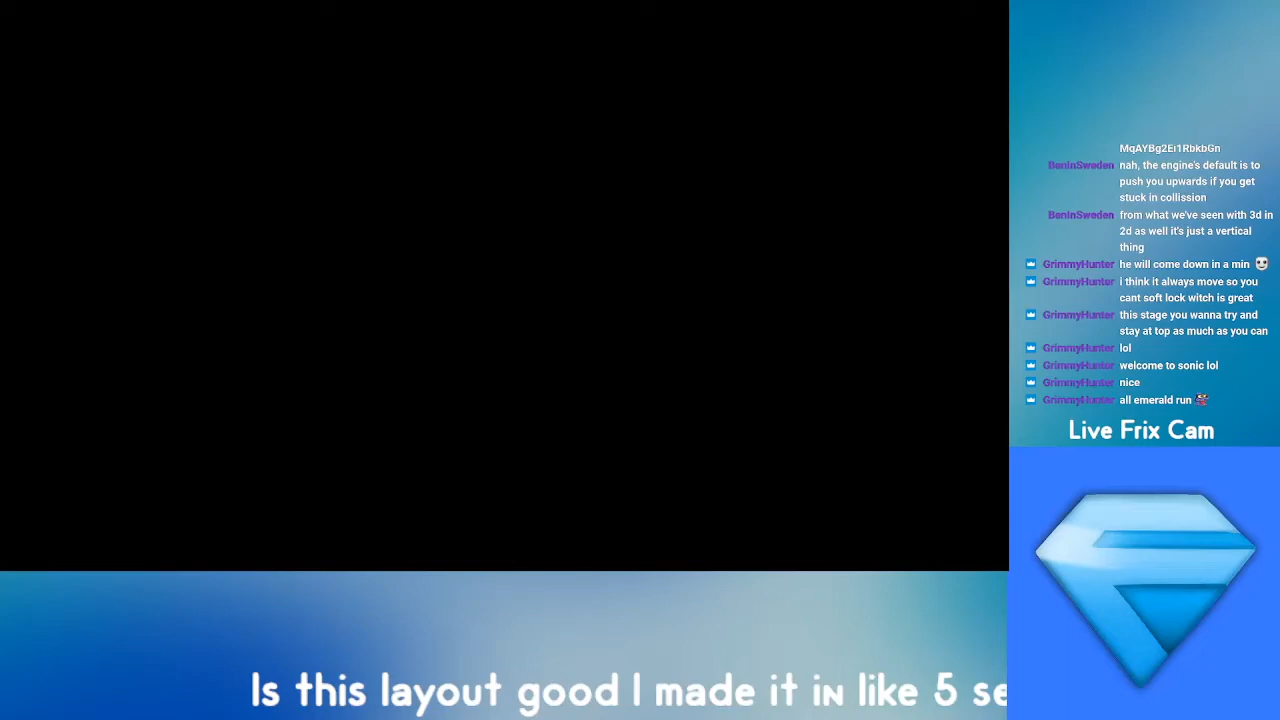 MqAYBg2Ei1RbkbGn
BenInSweden nah, the engine's default is to
push you upwards if you get
stuck in collission
BenInSweden from what we've seen with 3d in
2d as well it's just a vertical
thing
GrimmyHunter he will come down in a min
GrimmyHunter i think it always move so you
cant soft lock witch is great
GrimmyHunter this stage you wanna try and
stay at top as much as you can
GrimmyHunter lol
GrimmyHunter welcome to sonic lol
GrimmyHunter nice
GrimmyHunter all emerald run
Live Frix Cam
Is this layout good I made it in like 5 se